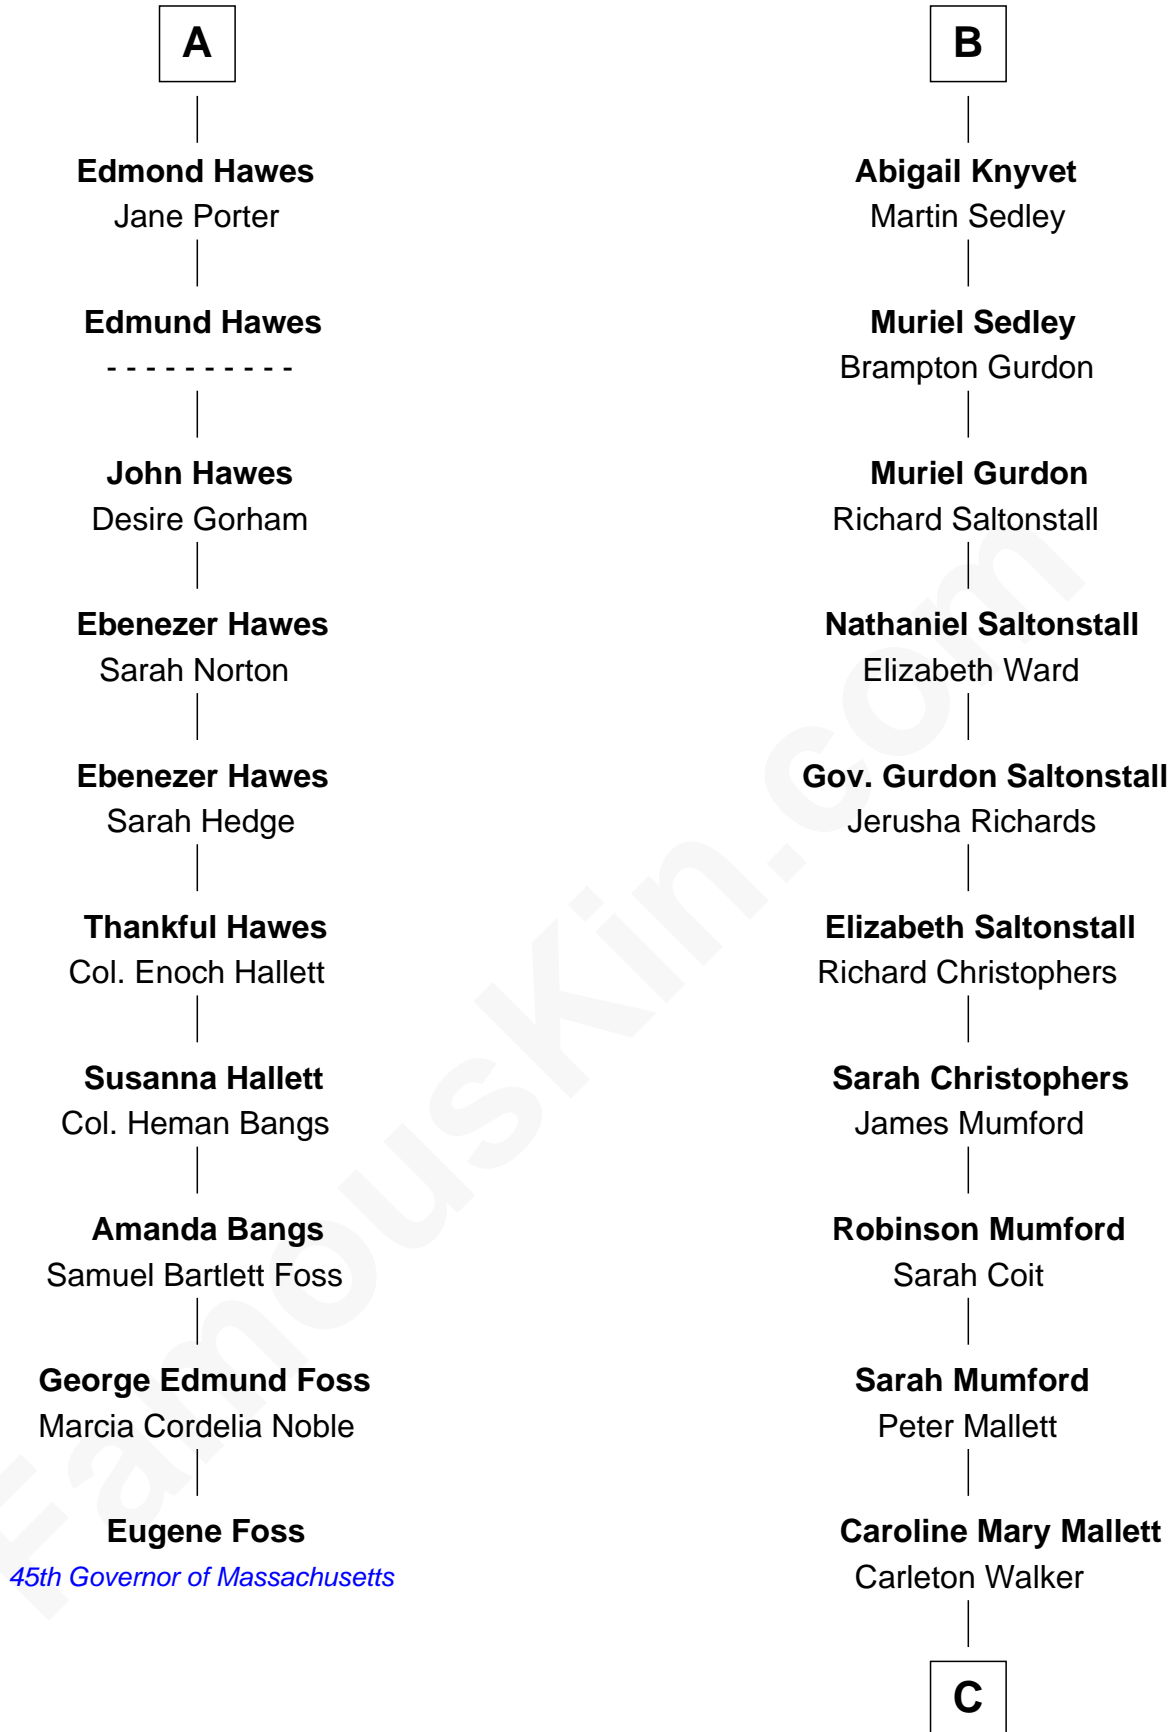 A
Edmond Hawes
Jane Porter
Edmund Hawes
- - - - - - - - - -
John Hawes
Desire Gorham
Ebenezer Hawes
Sarah Norton
Ebenezer Hawes
Sarah Hedge
Thankful Hawes
Col. Enoch Hallett
Susanna Hallett
Col. Heman Bangs
Amanda Bangs
Samuel Bartlett Foss
George Edmund Foss
Marcia Cordelia Noble
Eugene Foss
45th Governor of Massachusetts
B
Abigail Knyvet
Martin Sedley
Muriel Sedley
Brampton Gurdon
Muriel Gurdon
Richard Saltonstall
Nathaniel Saltonstall
Elizabeth Ward
Gov. Gurdon Saltonstall
Jerusha Richards
Elizabeth Saltonstall
Richard Christophers
Sarah Christophers
James Mumford
Robinson Mumford
Sarah Coit
Sarah Mumford
Peter Mallett
Caroline Mary Mallett
Carleton Walker
C
FamousKin.com